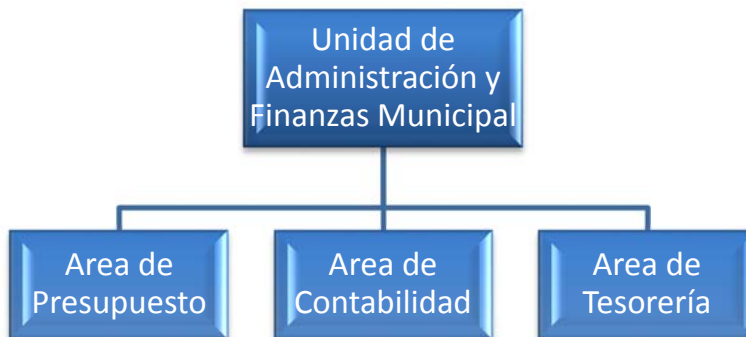 Unidad de
Administración y
Finanzas Municipal
Area de
Presupuesto
Area de
Contabilidad
Area de
Tesorería